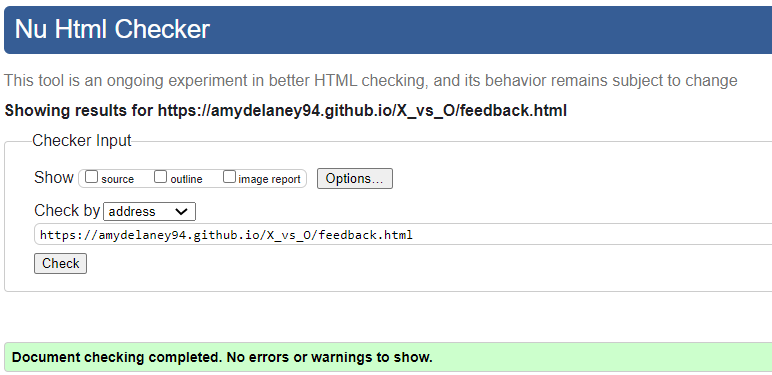 Nu Html Checker
This tool is an ongoing experiment in better HTML checking, and its behavior remains subject to change
Showing results for https://amydelaney94.github.io/X_vs_O/feedback.html
Checker Input
Show source outline image report Options...
Check by address
https://amydelaney94.github.io/X_vs_O/feedback.html
Check
Document checking completed. No errors or warnings to show.